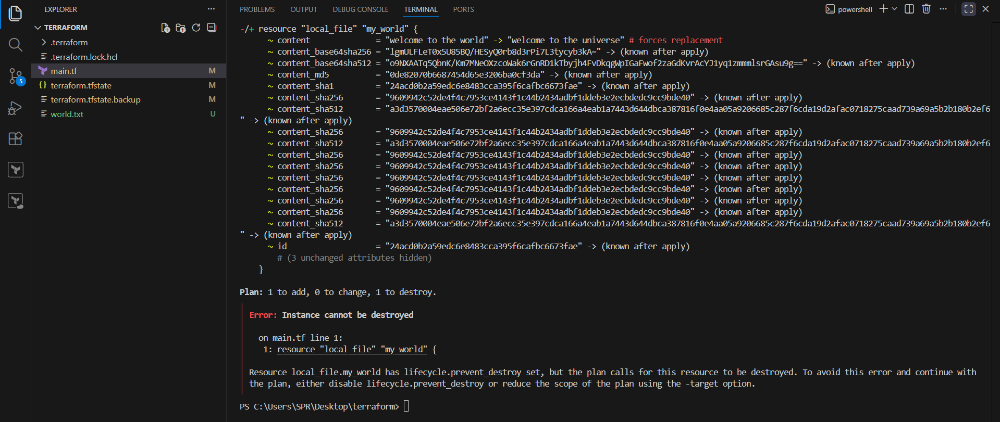 EXPLORER
TERRAFORM
.terraform
.terraform.lock.hcl
main.tf M
terraform.tfstate M
terraform.tfstate.backup M
world.txt U
5
PROBLEMS OUTPUT DEBUG CONSOLE TERMINAL PORTS
powershell
-/+ resource "local_file" "my_world" {
~ content = "welcome to the world" -> "welcome to the universe" # forces replacement
~ content_base64sha256 = "lgmULFLeT0x5U85BQ/HESyQ0rb8d3rPi7L3tycyb3kA=" -> (known after apply)
~ content_base64sha512 = "o9NXAATq5QbnK/Km7MNeOXzcoWak6rGnRD1kTbyjh4FvDkqgWpIGaFwof2zaGdKvrAcYJ1yq1zmmmlsrGAsu9g==" -> (known after apply)
~ content_md5 = "0de82070b6687454d65e3206ba0cf3da" -> (known after apply)
~ content_sha1 = "24acd0b2a59edc6e8483cca395f6cafbc6673fae" -> (known after apply)
~ content_sha256 = "9609942c52de4f4c7953ce4143f1c44b2434adbf1ddeb3e2ecbdedc9cc9bde40" -> (known after apply)
~ content_sha512 = "a3d3570004eae506e72bf2a6ecc35e397cdca166a4eab1a7443d644dbca387816f0e4aa05a9206685c287f6cda19d2afac0718275caad739a69a5b2b180b2ef6
" -> (known after apply)
~ content_sha256 = "9609942c52de4f4c7953ce4143f1c44b2434adbf1ddeb3e2ecbdedc9cc9bde40" -> (known after apply)
~ content_sha512 = "a3d3570004eae506e72bf2a6ecc35e397cdca166a4eab1a7443d644dbca387816f0e4aa05a9206685c287f6cda19d2afac0718275caad739a69a5b2b180b2ef6
~ content_sha256 = "9609942c52de4f4c7953ce4143f1c44b2434adbf1ddeb3e2ecbdedc9cc9bde40" -> (known after apply)
~ content_sha256 = "9609942c52de4f4c7953ce4143f1c44b2434adbf1ddeb3e2ecbdedc9cc9bde40" -> (known after apply)
~ content_sha256 = "9609942c52de4f4c7953ce4143f1c44b2434adbf1ddeb3e2ecbdedc9cc9bde40" -> (known after apply)
~ content_sha256 = "9609942c52de4f4c7953ce4143f1c44b2434adbf1ddeb3e2ecbdedc9cc9bde40" -> (known after apply)
~ content_sha256 = "9609942c52de4f4c7953ce4143f1c44b2434adbf1ddeb3e2ecbdedc9cc9bde40" -> (known after apply)
~ content_sha256 = "9609942c52de4f4c7953ce4143f1c44b2434adbf1ddeb3e2ecbdedc9cc9bde40" -> (known after apply)
~ content_sha512 = "a3d3570004eae506e72bf2a6ecc35e397cdca166a4eab1a7443d644dbca387816f0e4aa05a9206685c287f6cda19d2afac0718275caad739a69a5b2b180b2ef6
" -> (known after apply)
~ id = "24acd0b2a59edc6e8483cca395f6cafbc6673fae" -> (known after apply)
# (3 unchanged attributes hidden)
}
Plan: 1 to add, 0 to change, 1 to destroy.
Error: Instance cannot be destroyed
on main.tf line 1:
1: resource "local_file" "my_world" {
Resource local_file.my_world has lifecycle.prevent_destroy set, but the plan calls for this resource to be destroyed. To avoid this error and continue with
the plan, either disable lifecycle.prevent_destroy or reduce the scope of the plan using the -target option.
PS C:\Users\SPR\Desktop\terraform>